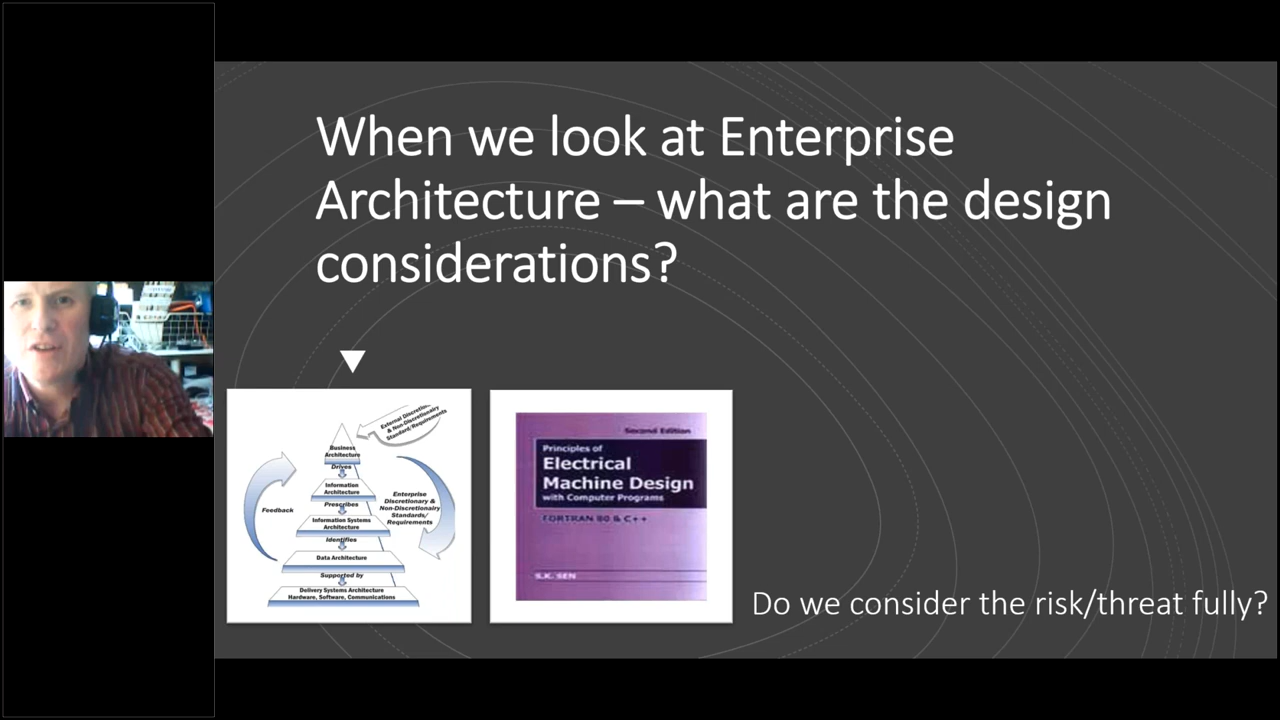 When we look at Enterprise
Architecture – what are the design
considerations?
External Discretionary
& Non-Discretionairy
Standard/Requirements
Business
Architecture
Drives
Information
Architecture
Prescribes
Information Systems
Architecture
Identifies
Data Architecture
Supported by
Delivery Systems Architecture
Hardware, Software, Communications
Feedback
Enterprise
Discretionary &
Non-Discretionairy
Standards/
Requirements
Second Edition
Principles of
Electrical
Machine Design
with Computer Programs
FORTRAN 80 & C++
S.K. SEN
Do we consider the risk/threat fully?